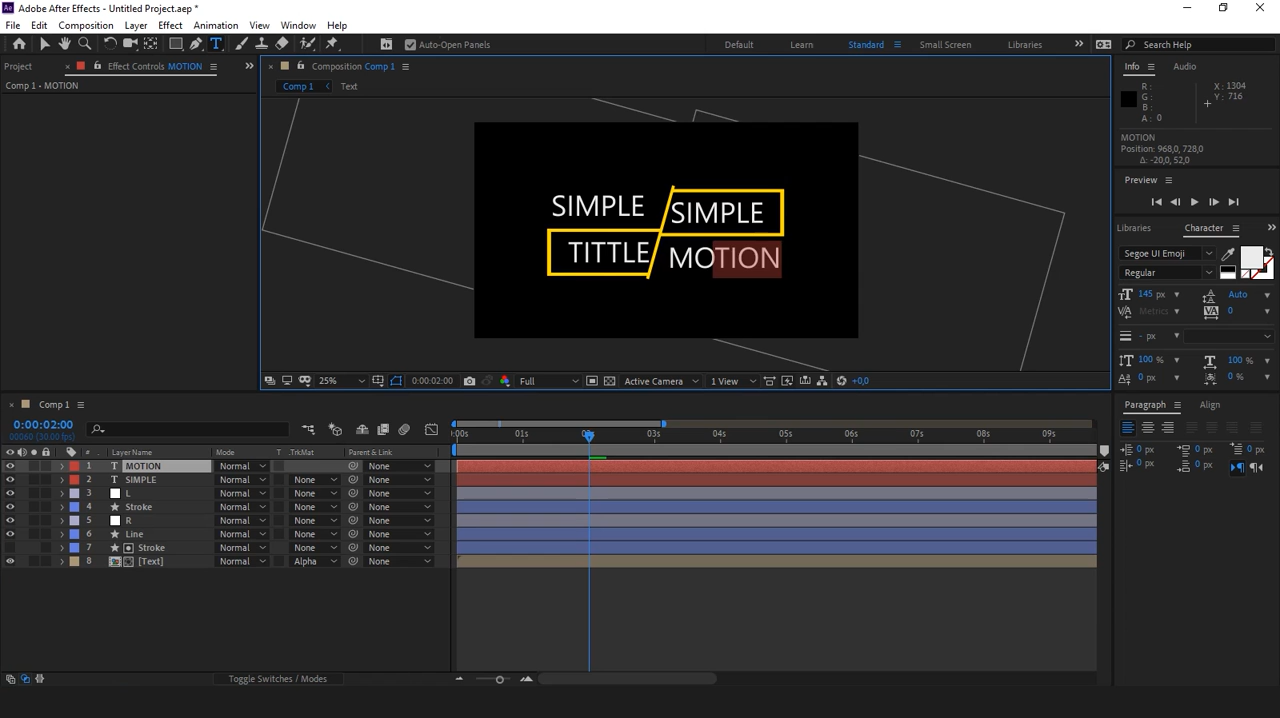 Adobe After Effects - Untitled Project.aep *
File Edit Composition Layer Effect Animation View Window Help
Auto-Open Panels
Default Learn Standard Small Screen Libraries Search Help
Project Effect Controls MOTION
Composition Comp 1
Info Audio
Comp 1 • MOTION
Comp 1 Text
R :
G :
B :
A : 0
X : 1304
Y : 716
MOTION
Position: 968,0, 728,0
Δ: -20,0, 52,0
Preview
Libraries Character
SIMPLE
SIMPLE
TITTLE
MOTION
Segoe UI Emoji
Regular
145 px Auto
Metrics 0
- px
100 % 100 %
0 px 0 %
25% 0:00:02:00 Full Active Camera 1 View +0,0
Comp 1
Paragraph Align
0:00:02:00
00060 (30.00 fps)
:00s 01s 02s 03s 04s 05s 06s 07s 08s 09s
0 px 0 px 0 px
0 px 0 px
# Layer Name Mode T .TrkMat Parent & Link
1 T MOTION Normal None
2 T SIMPLE Normal None None
3 L Normal None None
4 Stroke Normal None None
5 R Normal None None
6 Line Normal None None
7 Stroke Normal None None
8 [Text] Normal Alpha None
Toggle Switches / Modes